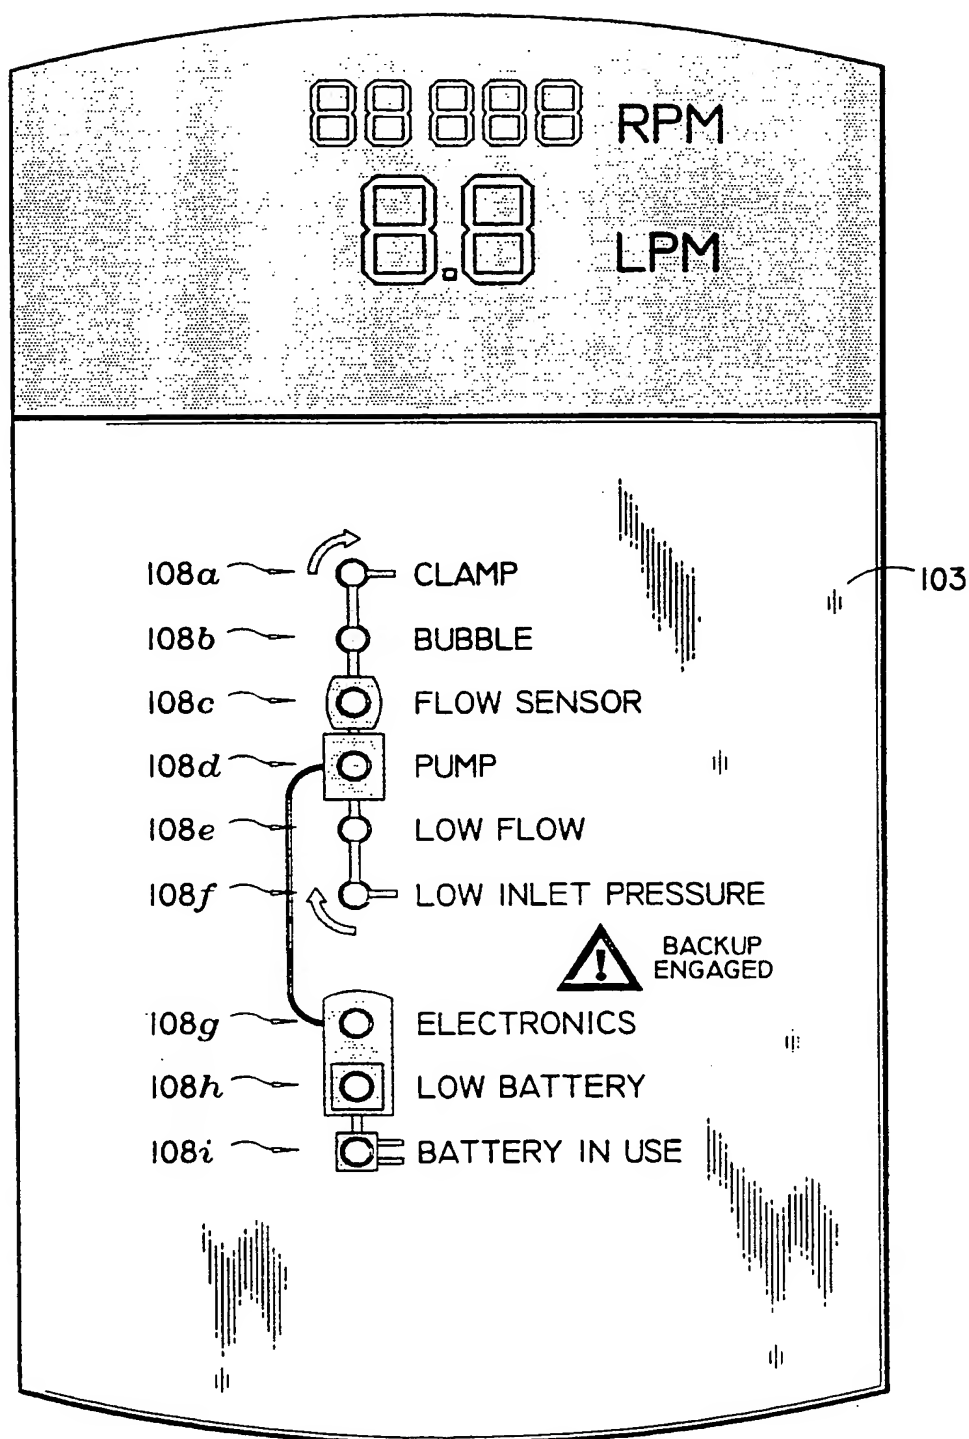 88 888 RPM
8.8 LPM
108a CLAMP
103
108b BUBBLE
108c FLOW SENSOR
108d PUMP
108e LOW FLOW
108f LOW INLET PRESSURE
! BACKUP
ENGAGED
108g ELECTRONICS
108h LOW BATTERY
108i BATTERY IN USE